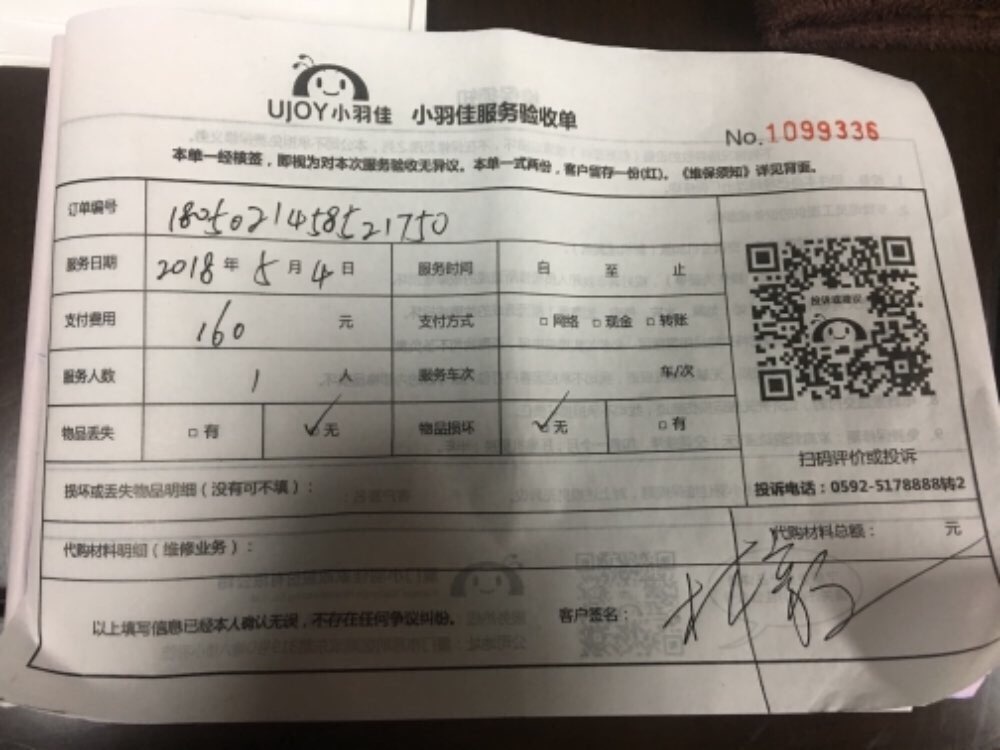 UJOY小羽佳 小羽佳服务验收单
No.1099336
本单一经核签，即视为对本次服务验收无异议。本单一式两份，客户留存一份(红)。《维保须知》详见背面。
订单编号 1805021458521750
服务日期 2018 年 5 月 4 日 服务时间 自 至 止
支付费用 160 元 支付方式 □ 网络 □ 现金 □ 转账
服务人数 1 人 服务车次 车/次
物品丢失 □ 有 ☑ 无 物品损坏 ☑ 无 □ 有
投诉或建议
扫码评价或投诉
投诉电话：0592-5178888转2
损坏或丢失物品明细（没有可不填）：
代购材料明细（维修业务）： 代购材料总额： 元
以上填写信息已经本人确认无误，不存在任何争议纠纷。 客户签名：